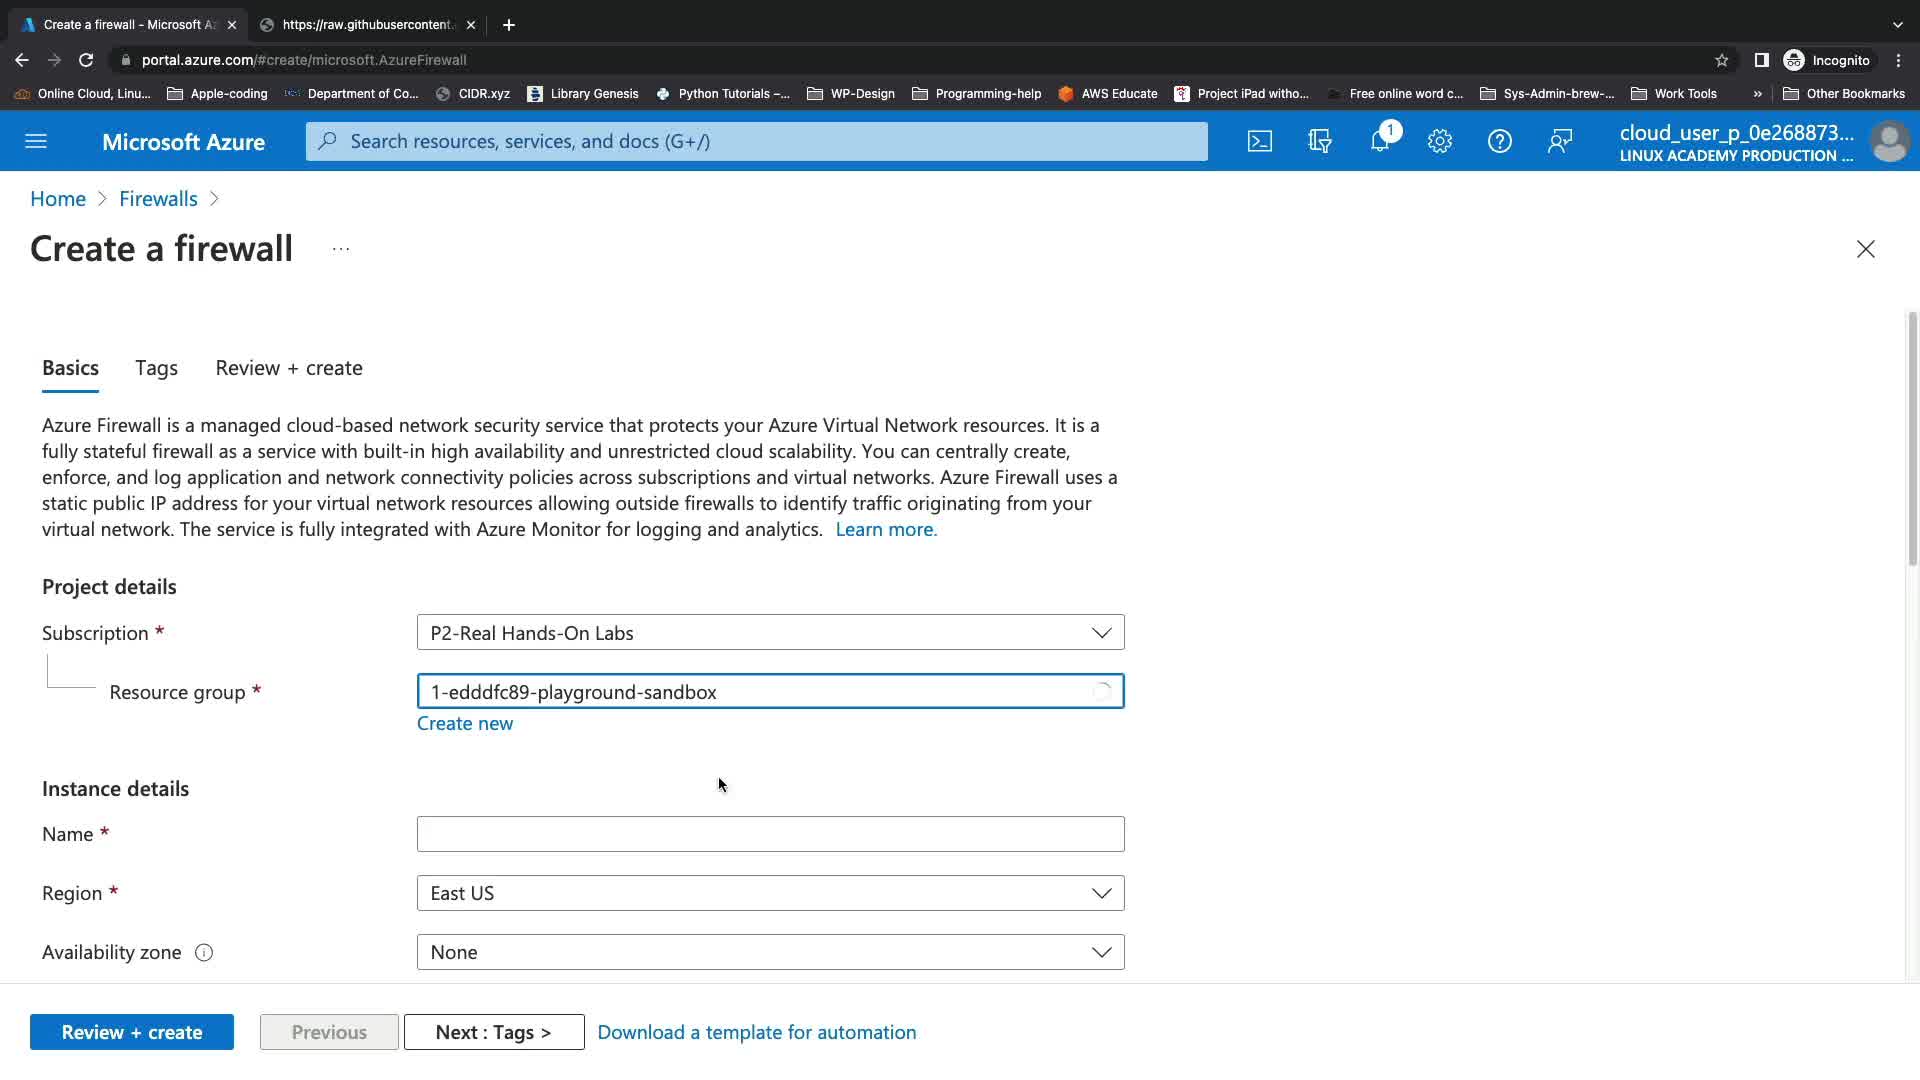 Create a firewall - Microsoft Az
https://raw.githubusercontent.
portal.azure.com/#create/microsoft.AzureFirewall
Incognito
Online Cloud, Linu...
Apple-coding
Department of Co...
CIDR.xyz
Library Genesis
Python Tutorials –...
WP-Design
Programming-help
AWS Educate
Project iPad witho...
Free online word c...
Sys-Admin-brew-...
Work Tools
»
Other Bookmarks
Microsoft Azure
Search resources, services, and docs (G+/)
1
cloud_user_p_0e268873...
LINUX ACADEMY PRODUCTION ...
Home > Firewalls >
Create a firewall ...
Basics
Tags
Review + create
Azure Firewall is a managed cloud-based network security service that protects your Azure Virtual Network resources. It is a
fully stateful firewall as a service with built-in high availability and unrestricted cloud scalability. You can centrally create,
enforce, and log application and network connectivity policies across subscriptions and virtual networks. Azure Firewall uses a
static public IP address for your virtual network resources allowing outside firewalls to identify traffic originating from your
virtual network. The service is fully integrated with Azure Monitor for logging and analytics. Learn more.
Project details
Subscription *
P2-Real Hands-On Labs
Resource group *
1-edddfc89-playground-sandbox
Create new
Instance details
Name *
Region *
East US
Availability zone
None
Review + create
Previous
Next : Tags >
Download a template for automation